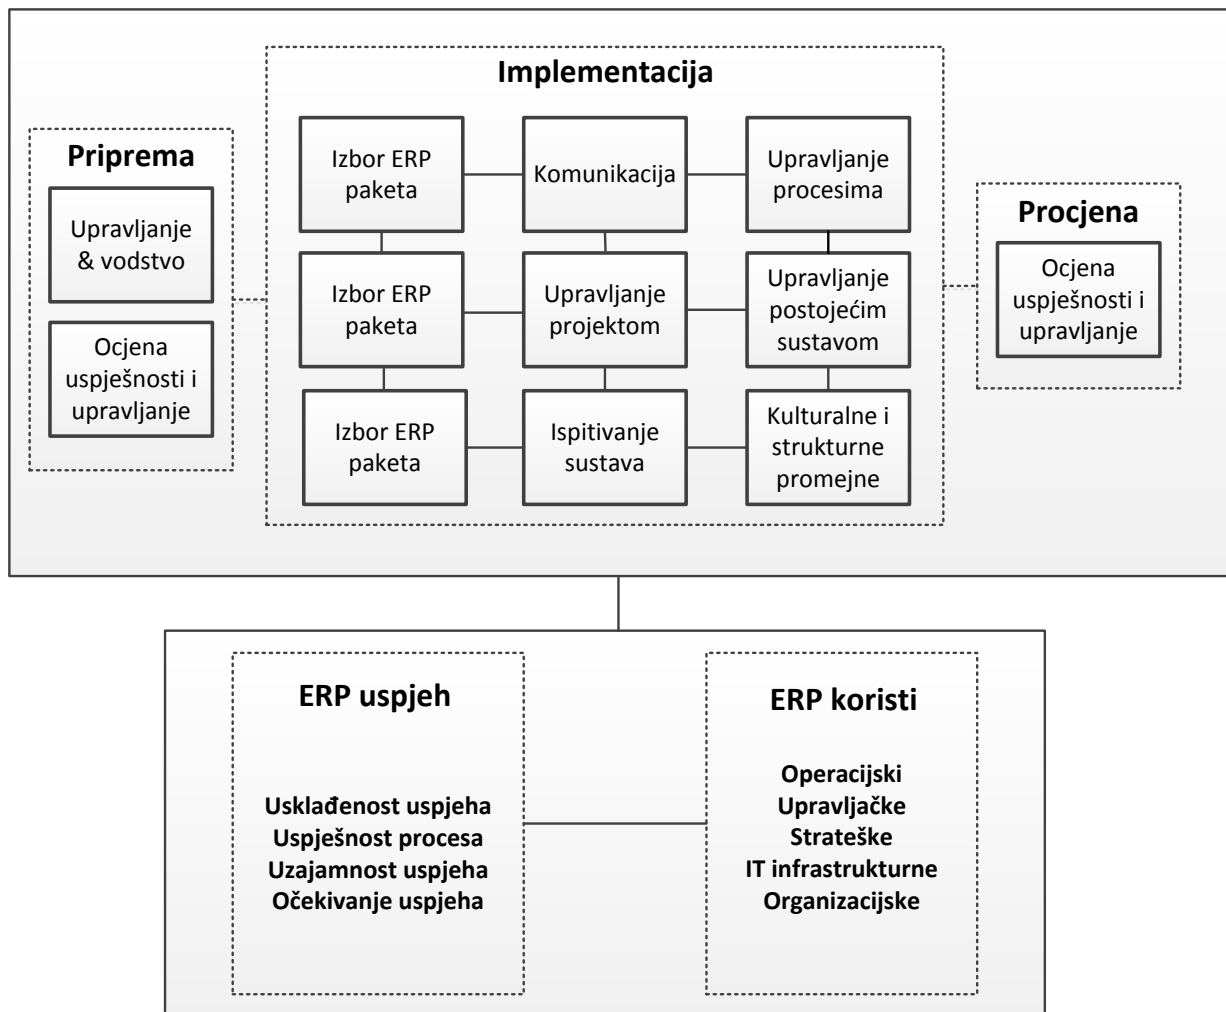 Implementacija
Priprema
Upravljanje
& vodstvo
Ocjena
uspješnosti i
upravljanje
Izbor ERP
paketa
Komunikacija
Upravljanje
procesima
Izbor ERP
paketa
Upravljanje
projektom
Upravljanje
postojećim
sustavom
Izbor ERP
paketa
Ispitivanje
sustava
Kulturalne i
strukturne
promejne
Procjena
Ocjena
uspješnosti i
upravljanje
ERP uspjeh
Usklađenost uspjeha
Uspješnost procesa
Uzajamnost uspjeha
Očekivanje uspjeha
ERP koristi
Operacijski
Upravljačke
Strateške
IT infrastrukturne
Organizacijske